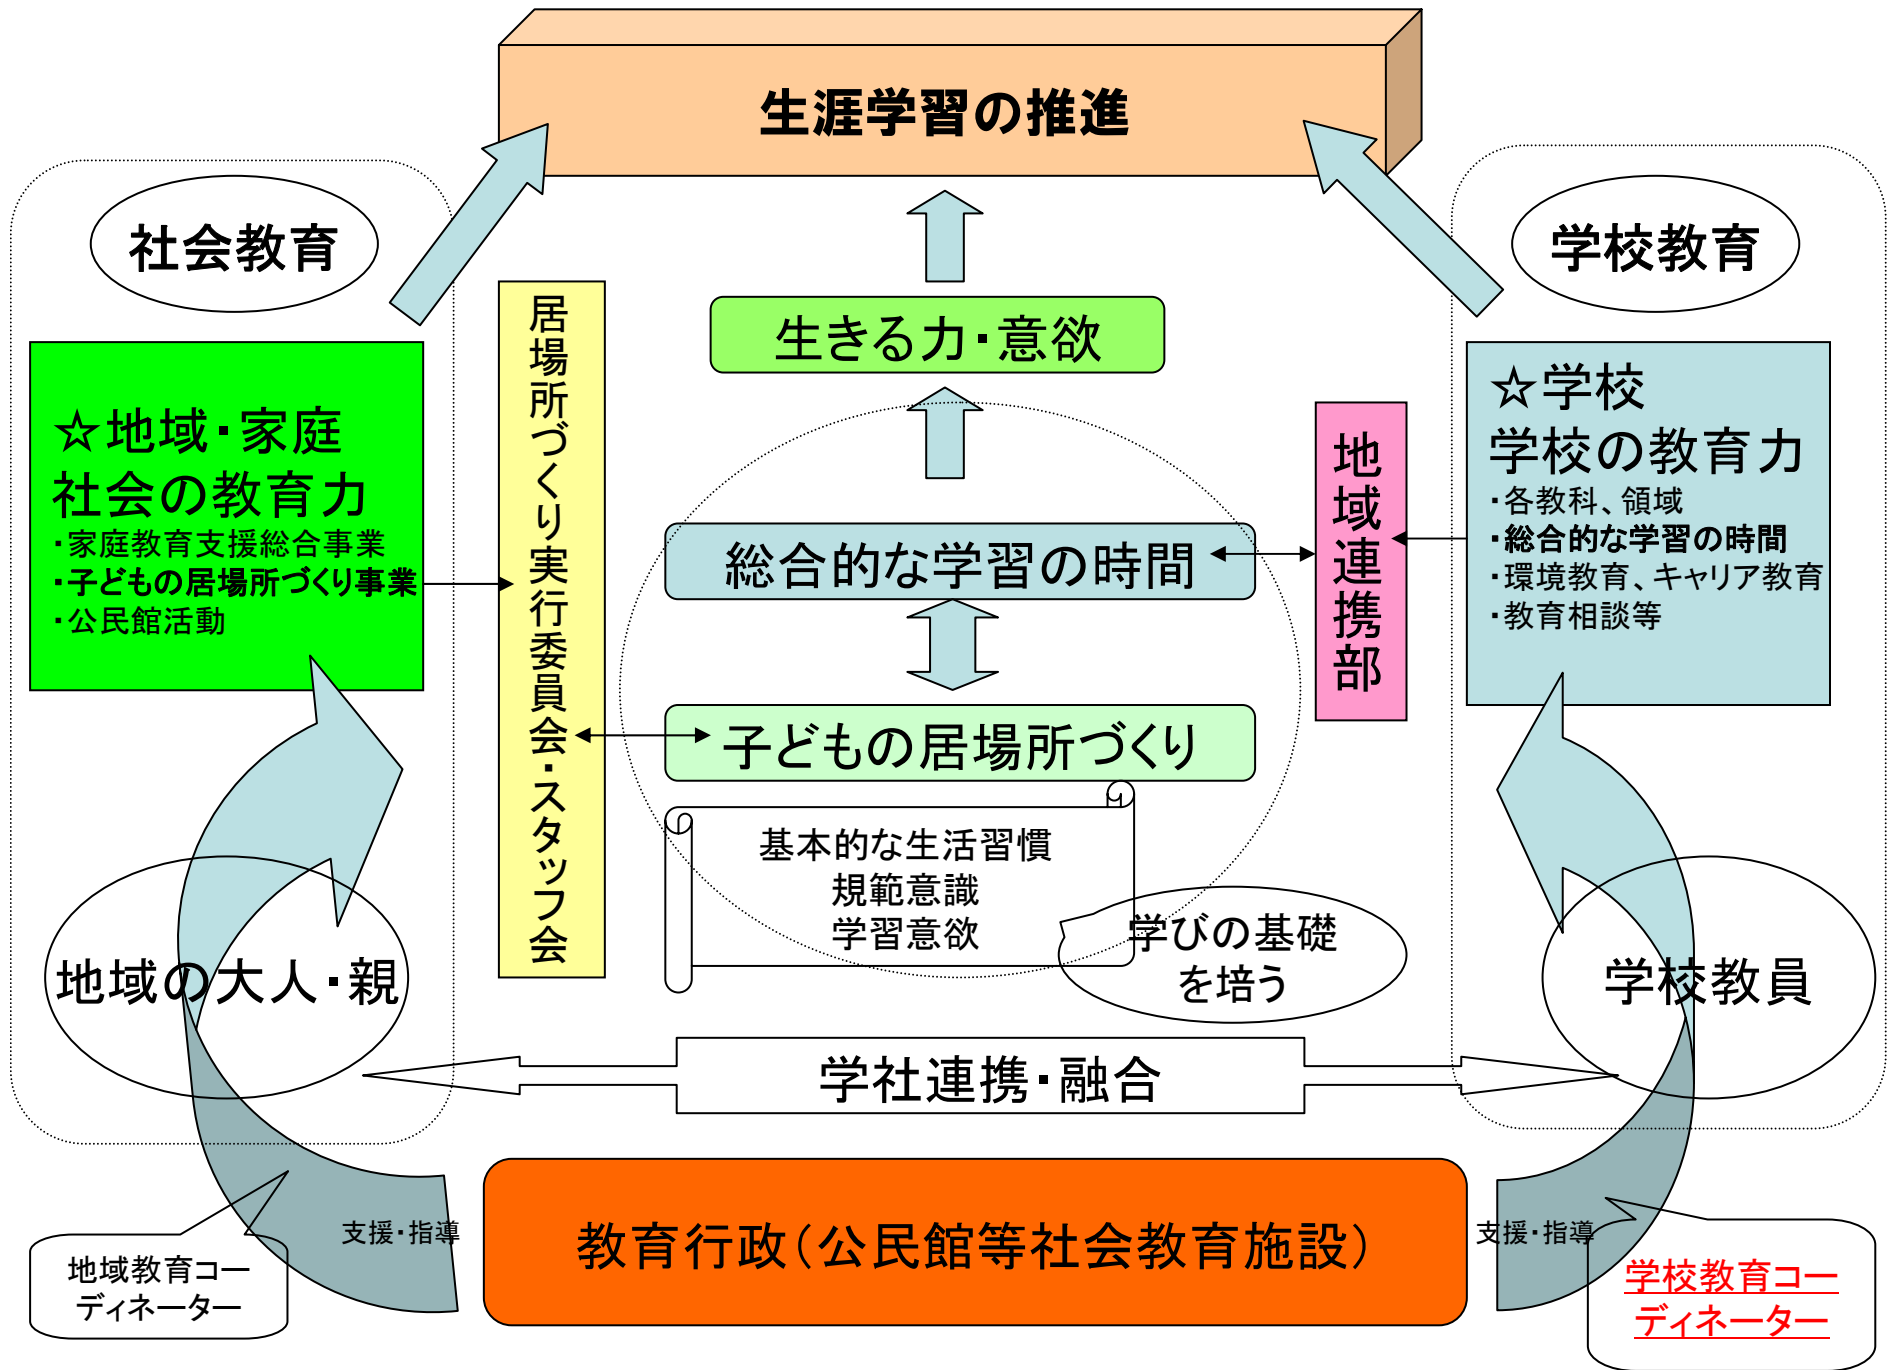 生涯学習の推進
社会教育
学校教育
☆地域・家庭
社会の教育力
・家庭教育支援総合事業
・子どもの居場所づくり事業
・公民館活動
居場所づくり実行委員会・スタッフ会
生きる力・意欲
総合的な学習の時間
子どもの居場所づくり
基本的な生活習慣
規範意識
学習意欲
学びの基礎
を培う
地域連携部
☆学校
学校の教育力
・各教科、領域
・総合的な学習の時間
・環境教育、キャリア教育
・教育相談等
地域の大人・親
学校教員
学社連携・融合
教育行政(公民館等社会教育施設)
支援・指導
支援・指導
地域教育コー
ディネーター
学校教育コー
ディネーター